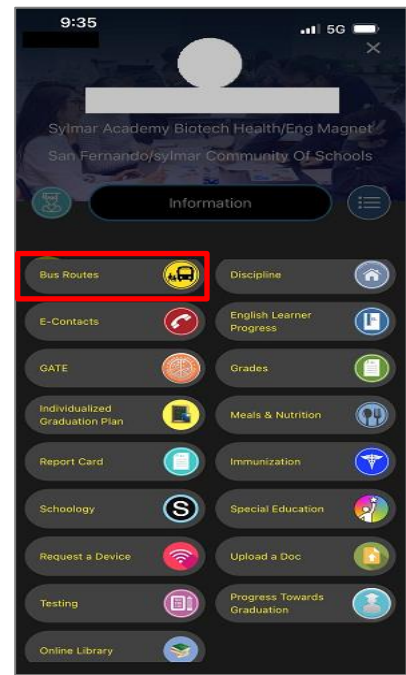 9:35
5G
Sylmar Academy Biotech Health/Eng Magnet
San Fernando/sylmar Community Of Schools
Information
Bus Routes
Discipline
E-Contacts
English Learner
Progress
GATE
Grades
Individualized
Graduation Plan
Meals & Nutrition
Report Card
Immunization
Schoology
S
Special Education
Request a Device
Upload a Doc
Testing
Progress Towards
Graduation
Online Library